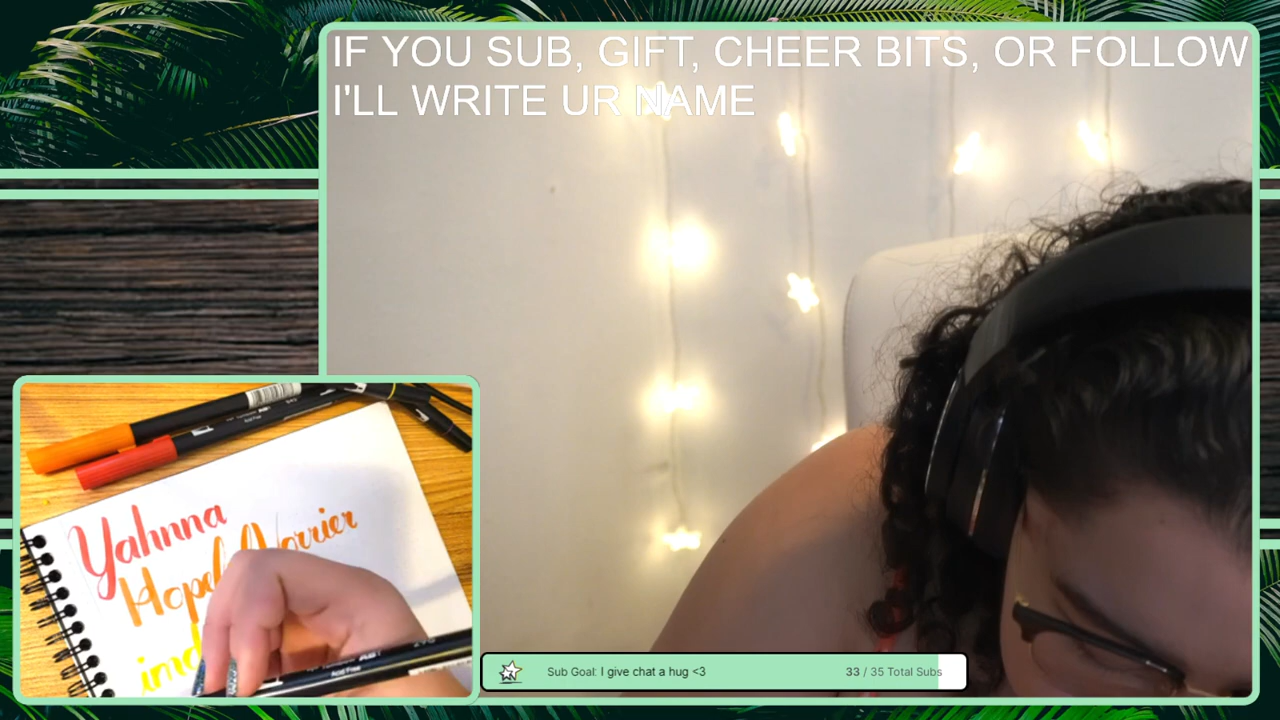 IF YOU SUB, GIFT, CHEER BITS, OR FOLLOW
I'LL WRITE UR NAME
Yahnna
Sub Goal: I give chat a hug <3
33 / 35 Total Subs